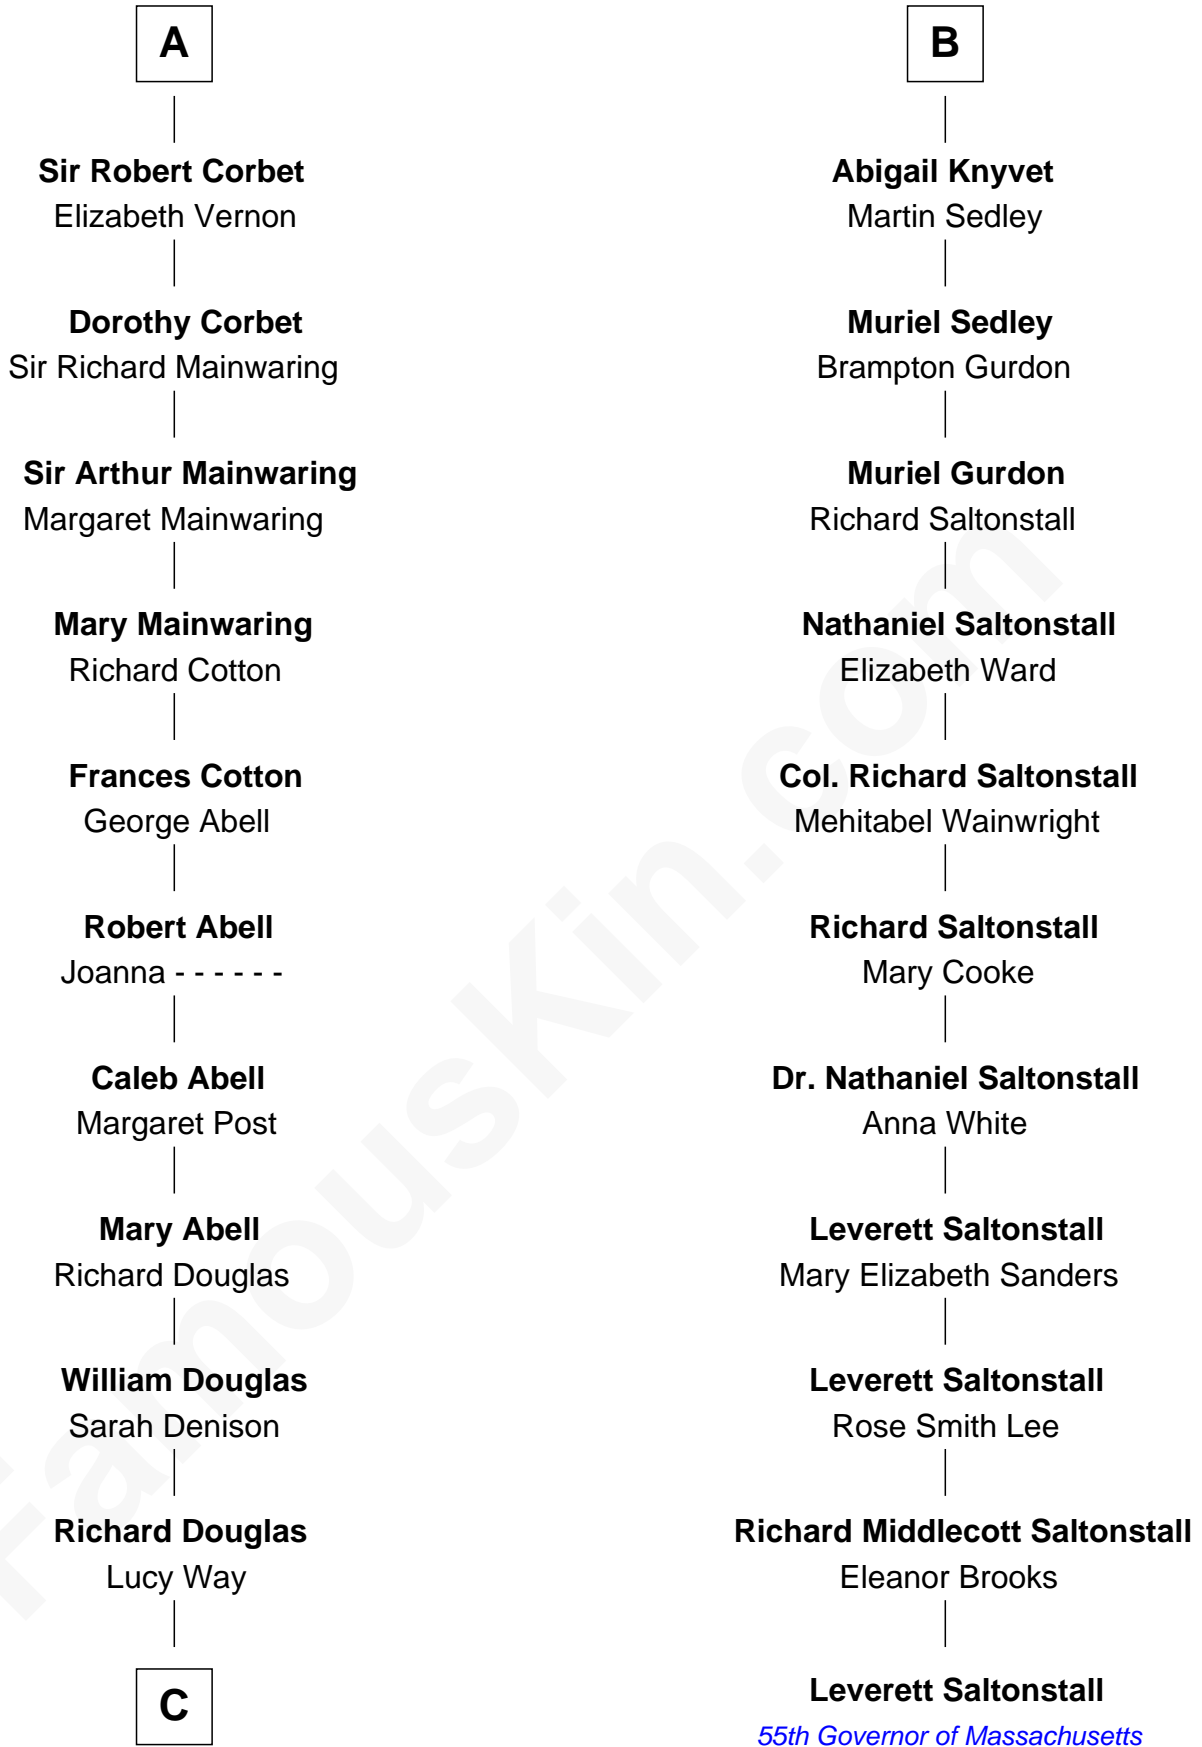 A
Sir Robert Corbet
Elizabeth Vernon
Dorothy Corbet
Sir Richard Mainwaring
Sir Arthur Mainwaring
Margaret Mainwaring
Mary Mainwaring
Richard Cotton
Frances Cotton
George Abell
Robert Abell
Joanna - - - - - -
Caleb Abell
Margaret Post
Mary Abell
Richard Douglas
William Douglas
Sarah Denison
Richard Douglas
Lucy Way
C
B
Abigail Knyvet
Martin Sedley
Muriel Sedley
Brampton Gurdon
Muriel Gurdon
Richard Saltonstall
Nathaniel Saltonstall
Elizabeth Ward
Col. Richard Saltonstall
Mehitabel Wainwright
Richard Saltonstall
Mary Cooke
Dr. Nathaniel Saltonstall
Anna White
Leverett Saltonstall
Mary Elizabeth Sanders
Leverett Saltonstall
Rose Smith Lee
Richard Middlecott Saltonstall
Eleanor Brooks
Leverett Saltonstall
55th Governor of Massachusetts
FamousKin.com